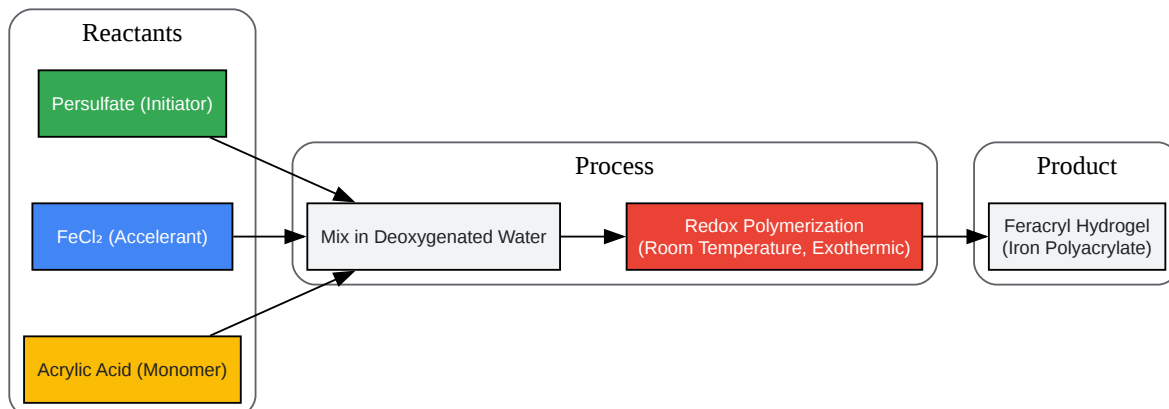 Reactants
Persulfate (Initiator)
FeCl₂ (Accelerant)
Acrylic Acid (Monomer)
Process
Mix in Deoxygenated Water
Redox Polymerization
(Room Temperature, Exothermic)
Product
Feracryl Hydrogel
(Iron Polyacrylate)